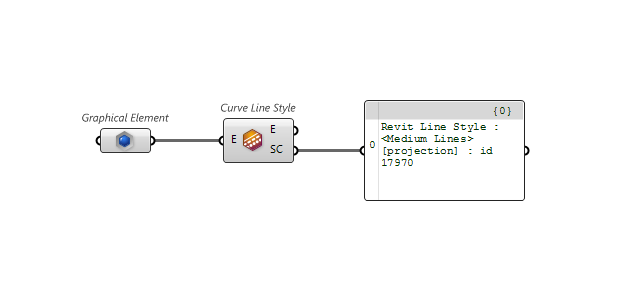 Graphical Element
Curve Line Style
E
E
SC
{0}
0
Revit Line Style :
<Medium Lines>
[projection] : id
17970